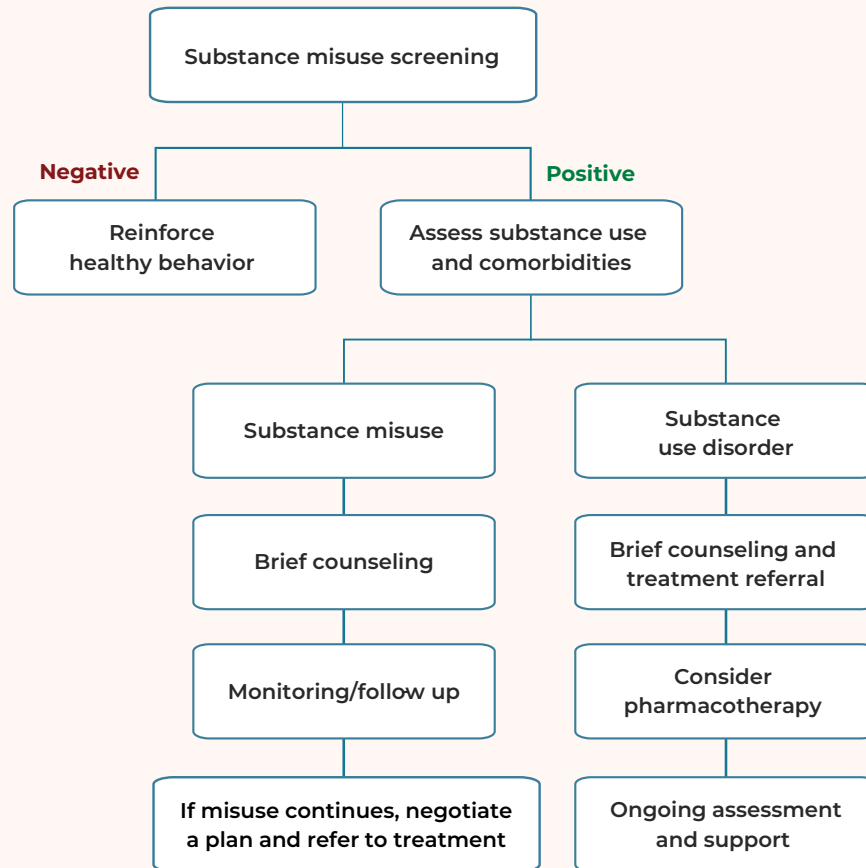 Substance misuse screening
Negative
Positive
Reinforce
healthy behavior
Assess substance use
and comorbidities
Substance misuse
Substance
use disorder
Brief counseling
Brief counseling and
treatment referral
Monitoring/follow up
Consider
pharmacotherapy
If misuse continues, negotiate
a plan and refer to treatment
Ongoing assessment
and support